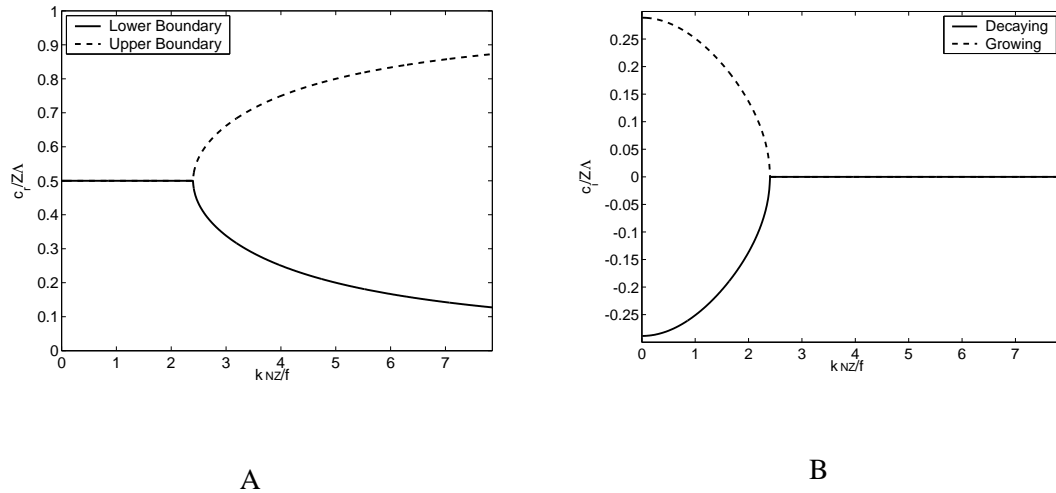 Lower Boundary
Upper Boundary
1
0.9
0.8
0.7
0.6
0.5
0.4
0.3
0.2
0.1
0
c_r/ZΛ
0 1 2 3 4 5 6 7
k NZ/f
A
Decaying
Growing
0.25
0.2
0.15
0.1
0.05
0
-0.05
-0.1
-0.15
-0.2
-0.25
c_i/ZΛ
0 1 2 3 4 5 6 7
k NZ/f
B